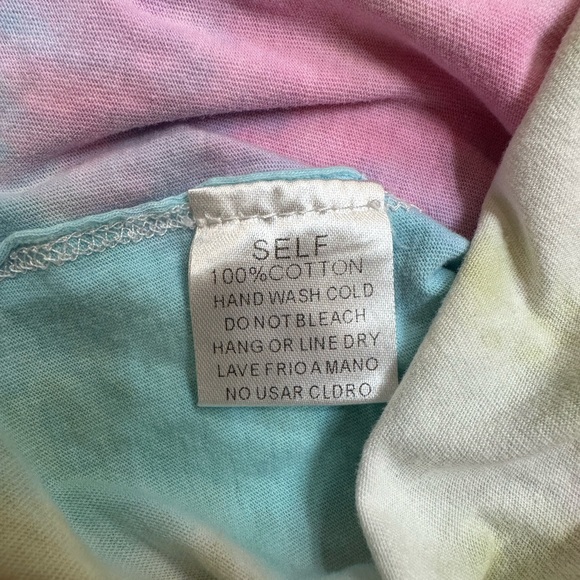 SELF
100%COTTON
HAND WASH COLD
DO NOT BLEACH
HANG OR LINE DRY
LAVE FRIO A MANO
NO USAR CLDRO